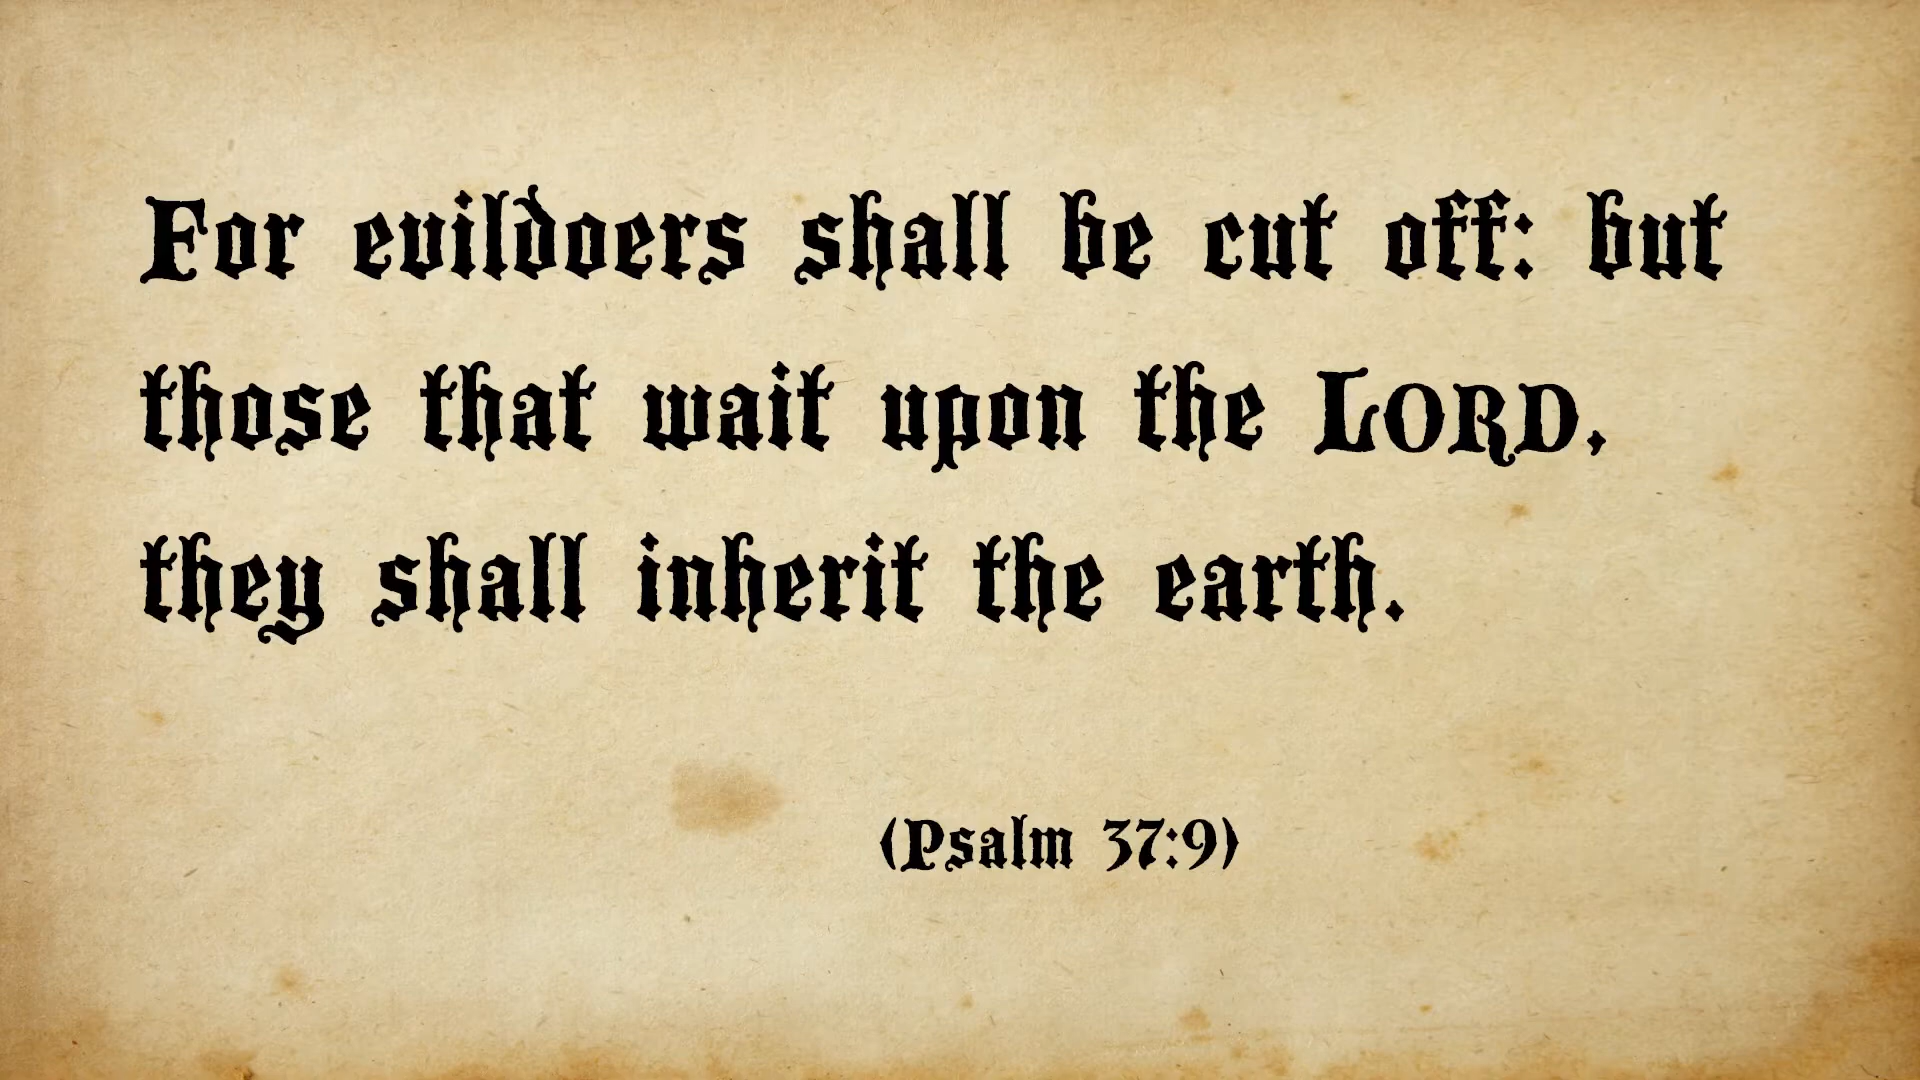 For evildoers shall be cut off: but
those that wait upon the LORD,
they shall inherit the earth.
(Psalm 37:9)